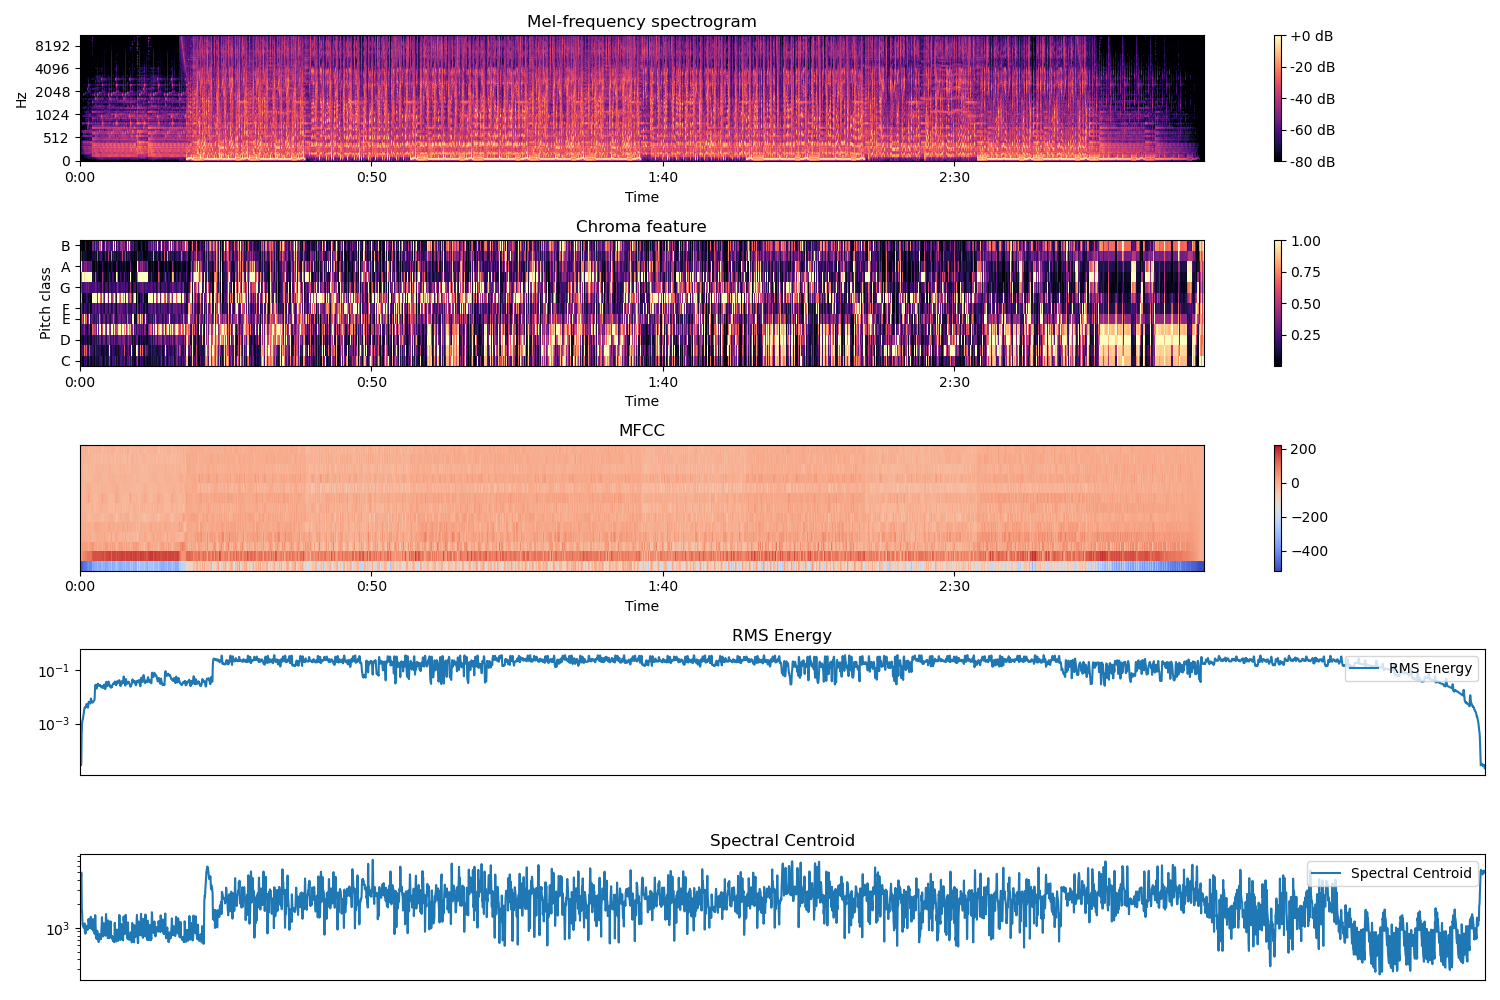 Mel-frequency spectrogram
8192
4096
2048
1024
512
0
Hz
0:00
0:50
1:40
2:30
Time
+0 dB
-20 dB
-40 dB
-60 dB
-80 dB
Chroma feature
B
A
G
E
E
D
C
Pitch class
0:00
0:50
1:40
2:30
Time
1.00
0.75
0.50
0.25
MFCC
0:00
0:50
1:40
2:30
Time
200
0
−200
−400
RMS Energy
10⁻¹
10⁻³
RMS Energy
Spectral Centroid
10³
Spectral Centroid